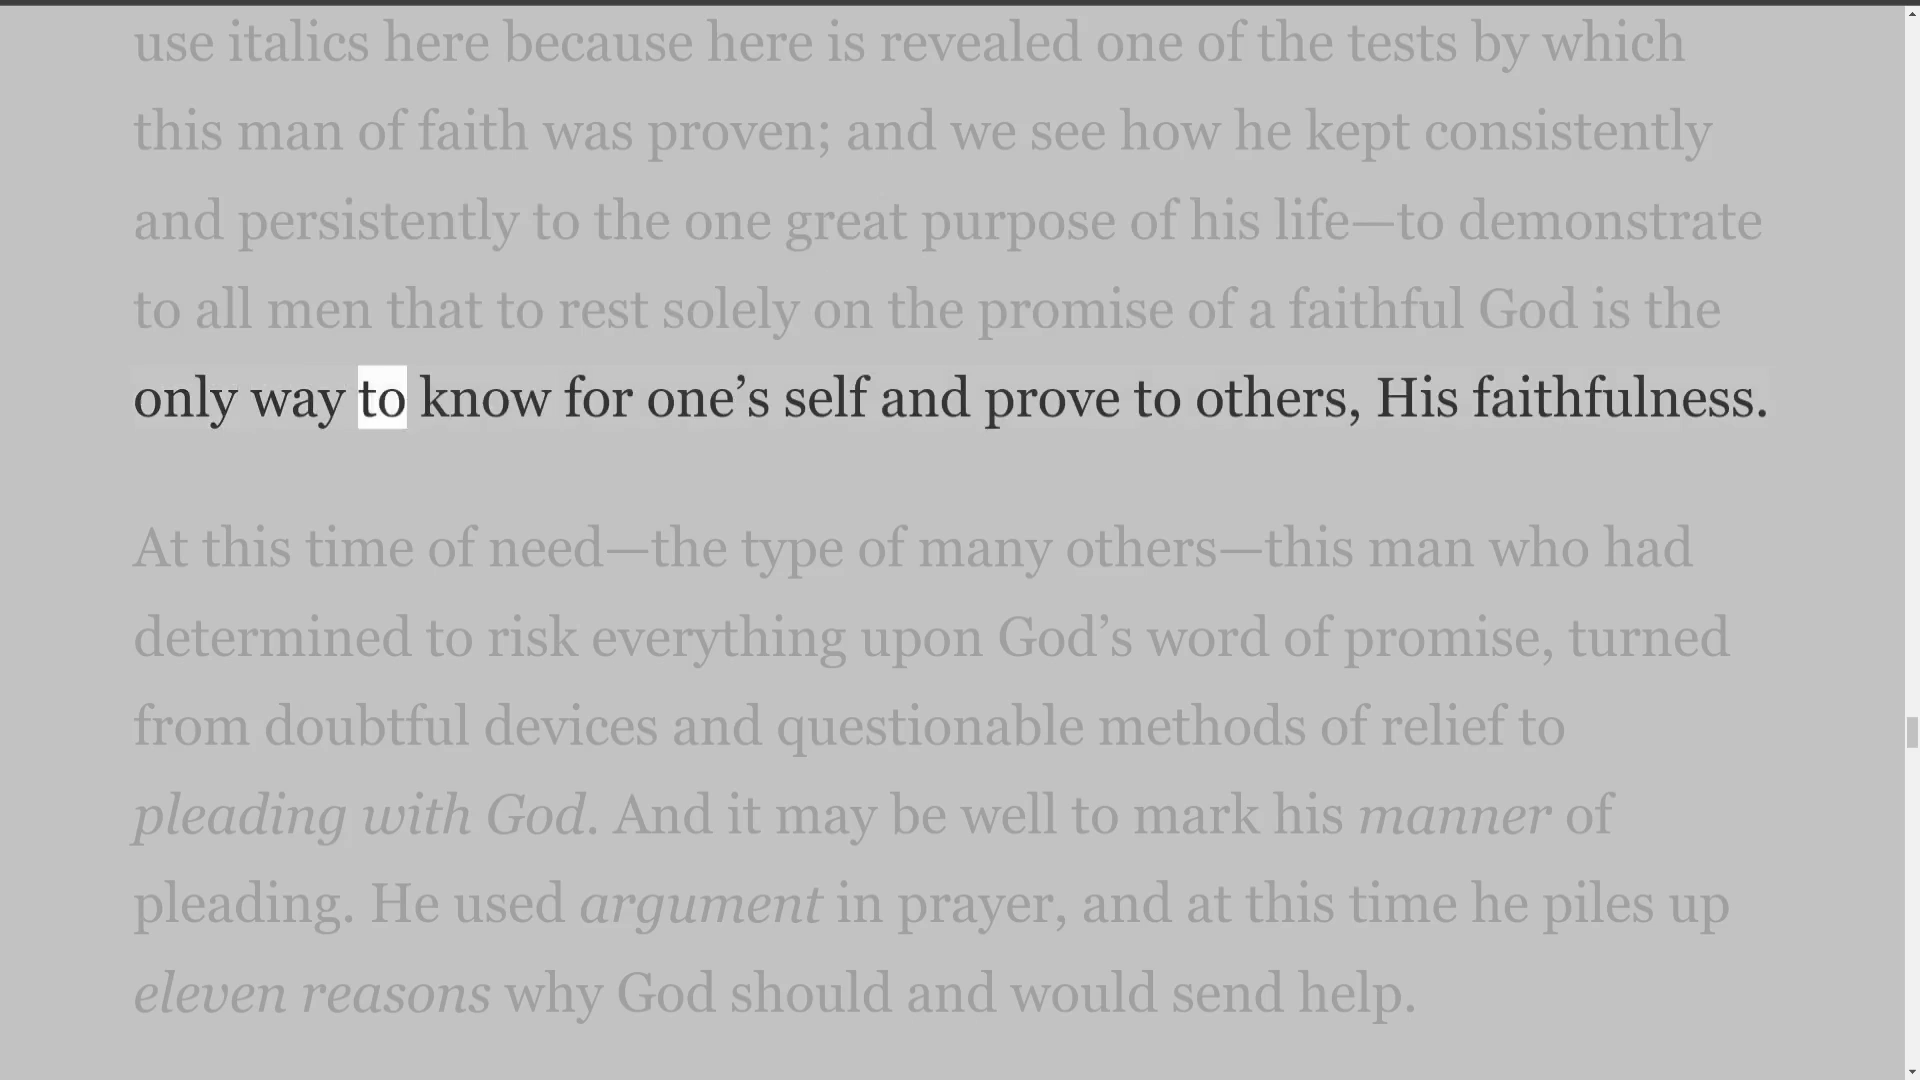 use italics here because here is revealed one of the tests by which
this man of faith was proven; and we see how he kept consistently
and persistently to the one great purpose of his life—to demonstrate
to all men that to rest solely on the promise of a faithful God is the
only way to know for one’s self and prove to others, His faithfulness.
At this time of need—the type of many others—this man who had
determined to risk everything upon God’s word of promise, turned
from doubtful devices and questionable methods of relief to
pleading with God. And it may be well to mark his manner of
pleading. He used argument in prayer, and at this time he piles up
eleven reasons why God should and would send help.